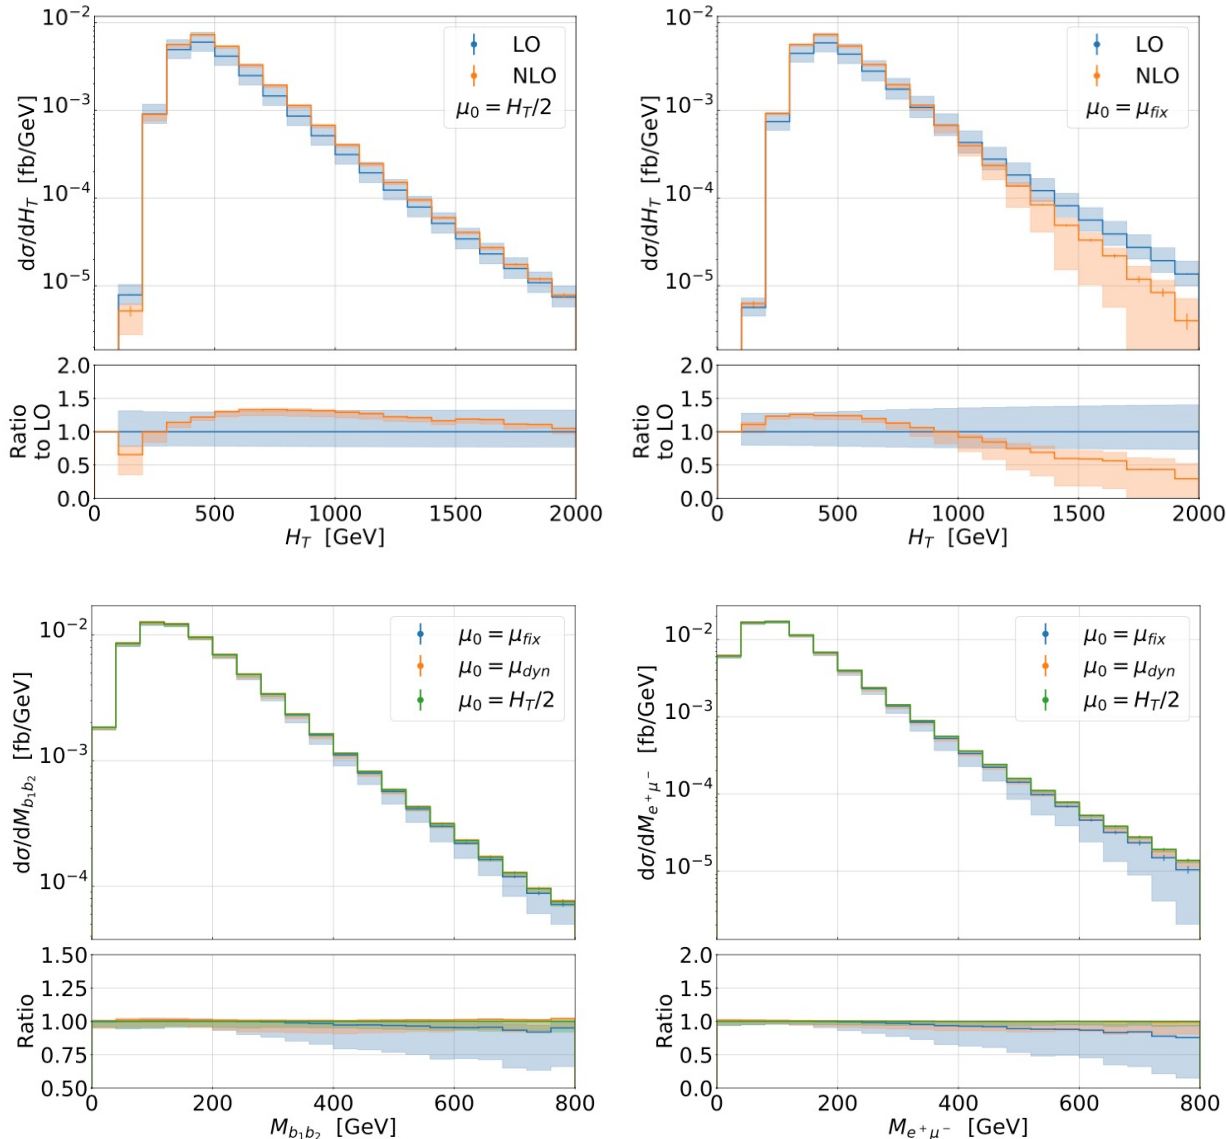 10⁻²
10⁻³
10⁻⁴
10⁻⁵
dσ/dH_T [fb/GeV]
LO
NLO
μ₀ = H_T/2
2.0
1.5
1.0
0.5
0.0
Ratio
to LO
0 500 1000 1500 2000
H_T [GeV]
10⁻²
10⁻³
10⁻⁴
10⁻⁵
dσ/dH_T [fb/GeV]
LO
NLO
μ₀ = μ_fix
2.0
1.5
1.0
0.5
0.0
Ratio
to LO
0 500 1000 1500 2000
H_T [GeV]
10⁻²
10⁻³
10⁻⁴
dσ/dM_{b₁b₂} [fb/GeV]
μ₀ = μ_fix
μ₀ = μ_dyn
μ₀ = H_T/2
1.50
1.25
1.00
0.75
0.50
Ratio
0 200 400 600 800
M_{b₁b₂} [GeV]
10⁻²
10⁻³
10⁻⁴
10⁻⁵
dσ/dM_{e⁺μ⁻} [fb/GeV]
μ₀ = μ_fix
μ₀ = μ_dyn
μ₀ = H_T/2
2.0
1.5
1.0
0.5
0.0
Ratio
0 200 400 600 800
M_{e⁺μ⁻} [GeV]